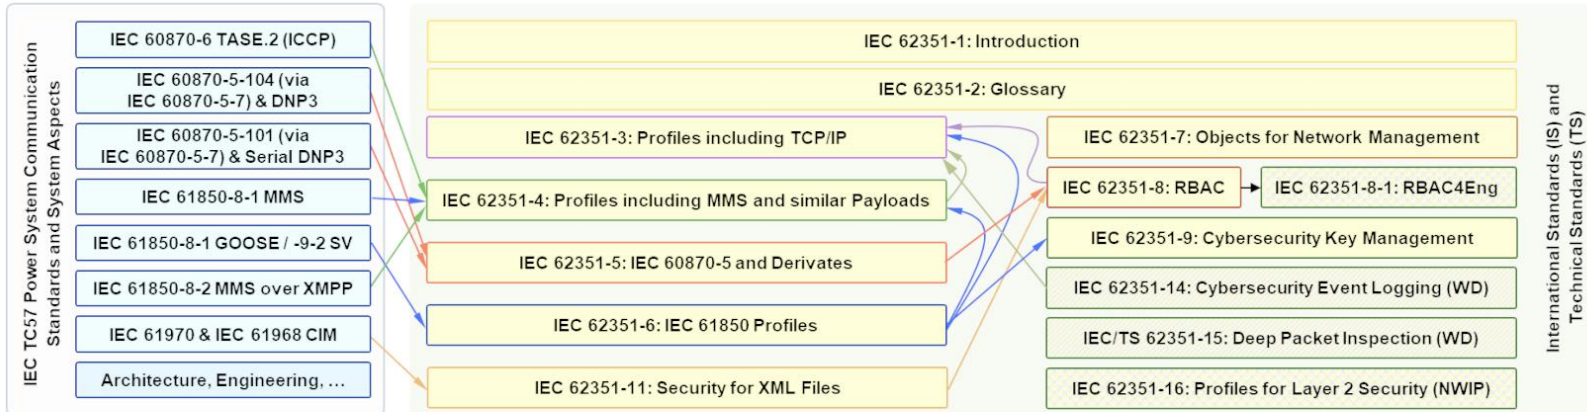 IEC TC57 Power System Communication
Standards and System Aspects
IEC 60870-6 TASE.2 (ICCP)
IEC 60870-5-104 (via
IEC 60870-5-7) & DNP3
IEC 60870-5-101 (via
IEC 60870-5-7) & Serial DNP3
IEC 61850-8-1 MMS
IEC 61850-8-1 GOOSE / -9-2 SV
IEC 61850-8-2 MMS over XMPP
IEC 61970 & IEC 61968 CIM
Architecture, Engineering, ...
IEC 62351-1: Introduction
IEC 62351-2: Glossary
IEC 62351-3: Profiles including TCP/IP
IEC 62351-4: Profiles including MMS and similar Payloads
IEC 62351-5: IEC 60870-5 and Derivates
IEC 62351-6: IEC 61850 Profiles
IEC 62351-11: Security for XML Files
IEC 62351-7: Objects for Network Management
IEC 62351-8: RBAC
IEC 62351-8-1: RBAC4Eng
IEC 62351-9: Cybersecurity Key Management
IEC 62351-14: Cybersecurity Event Logging (WD)
IEC/TS 62351-15: Deep Packet Inspection (WD)
IEC 62351-16: Profiles for Layer 2 Security (NWIP)
International Standards (IS) and
Technical Standards (TS)